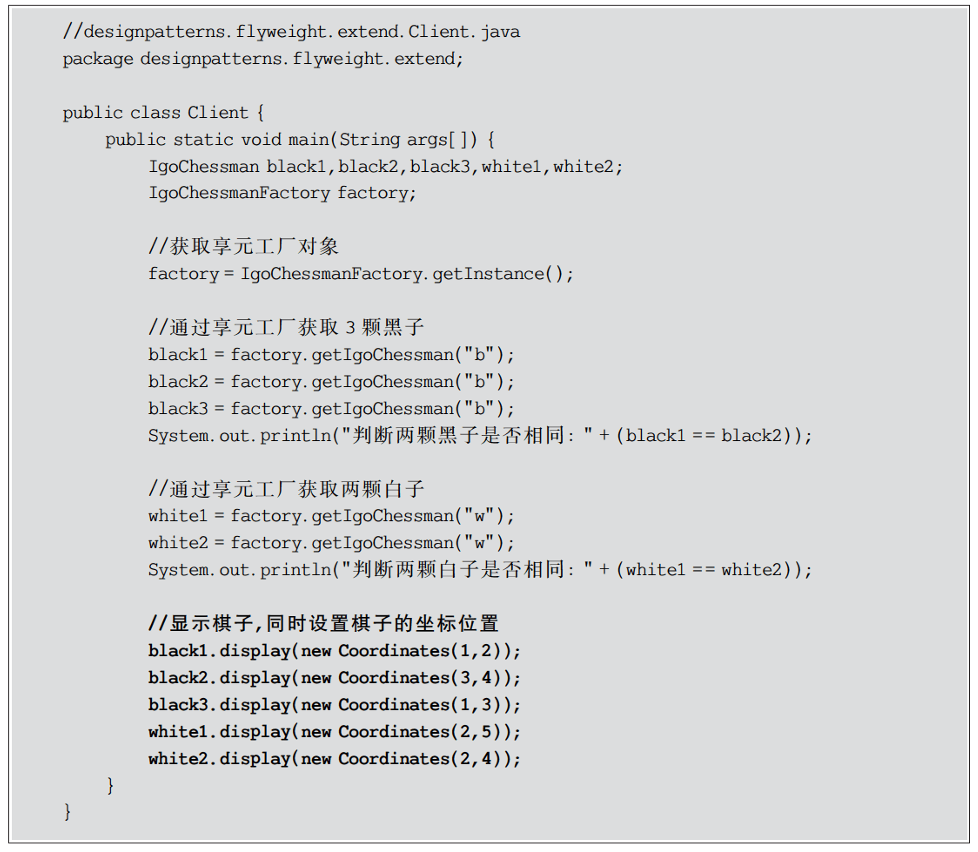 //designpatterns.flyweight.extend.Client.java
package designpatterns.flyweight.extend;
public class Client {
public static void main(String args[]) {
IgoChessman black1,black2,black3,white1,white2;
IgoChessmanFactory factory;
//获取享元工厂对象
factory = IgoChessmanFactory.getInstance();
//通过享元工厂获取 3 颗黑子
black1 = factory.getIgoChessman("b");
black2 = factory.getIgoChessman("b");
black3 = factory.getIgoChessman("b");
System.out.println("判断两颗黑子是否相同: " + (black1 == black2));
//通过享元工厂获取两颗白子
white1 = factory.getIgoChessman("w");
white2 = factory.getIgoChessman("w");
System.out.println("判断两颗白子是否相同: " + (white1 == white2));
//显示棋子,同时设置棋子的坐标位置
black1.display(new Coordinates(1,2));
black2.display(new Coordinates(3,4));
black3.display(new Coordinates(1,3));
white1.display(new Coordinates(2,5));
white2.display(new Coordinates(2,4));
}
}